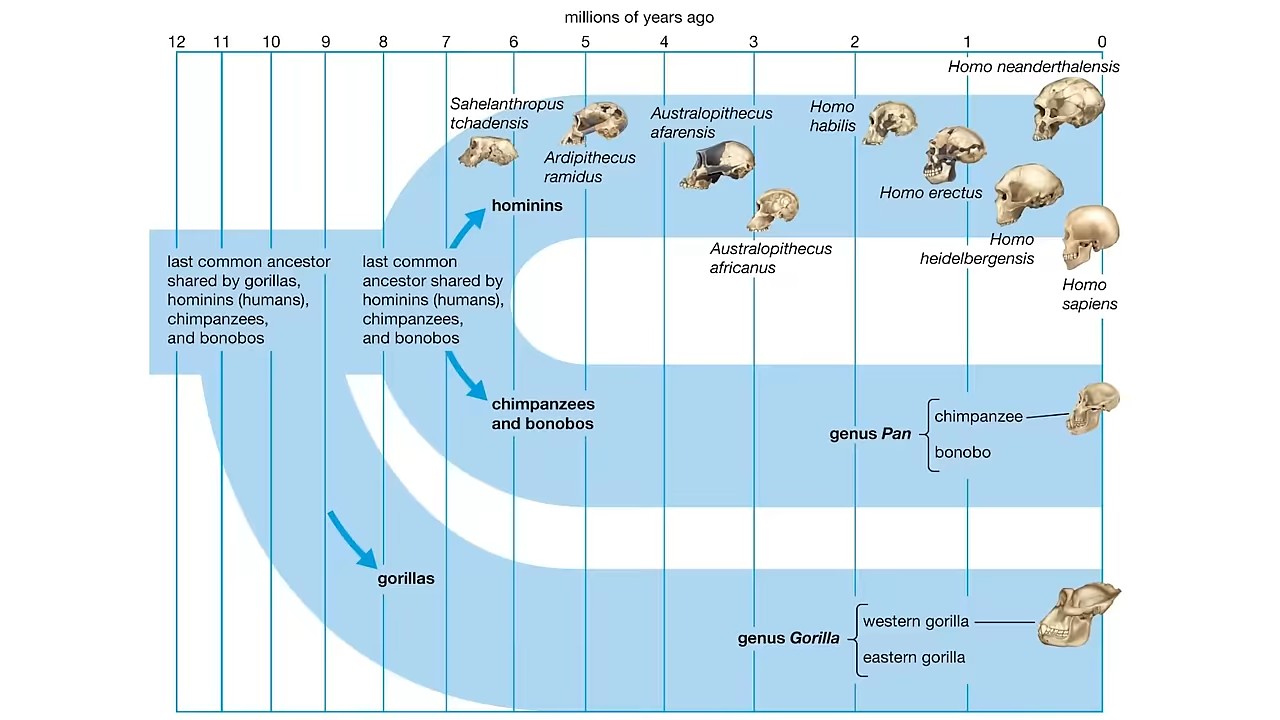 millions of years ago
12 11 10 9 8 7 6 5 4 3 2 1 0
Homo neanderthalensis
Sahelanthropus
tchadensis
Ardipithecus
ramidus
Australopithecus
afarensis
Homo
habilis
Homo erectus
Australopithecus
africanus
Homo
heidelbergensis
Homo
sapiens
hominins
last common ancestor
shared by gorillas,
hominins (humans),
chimpanzees,
and bonobos
last common
ancestor shared by
hominins (humans),
chimpanzees,
and bonobos
chimpanzees
and bonobos
genus Pan
chimpanzee
bonobo
gorillas
genus Gorilla
western gorilla
eastern gorilla